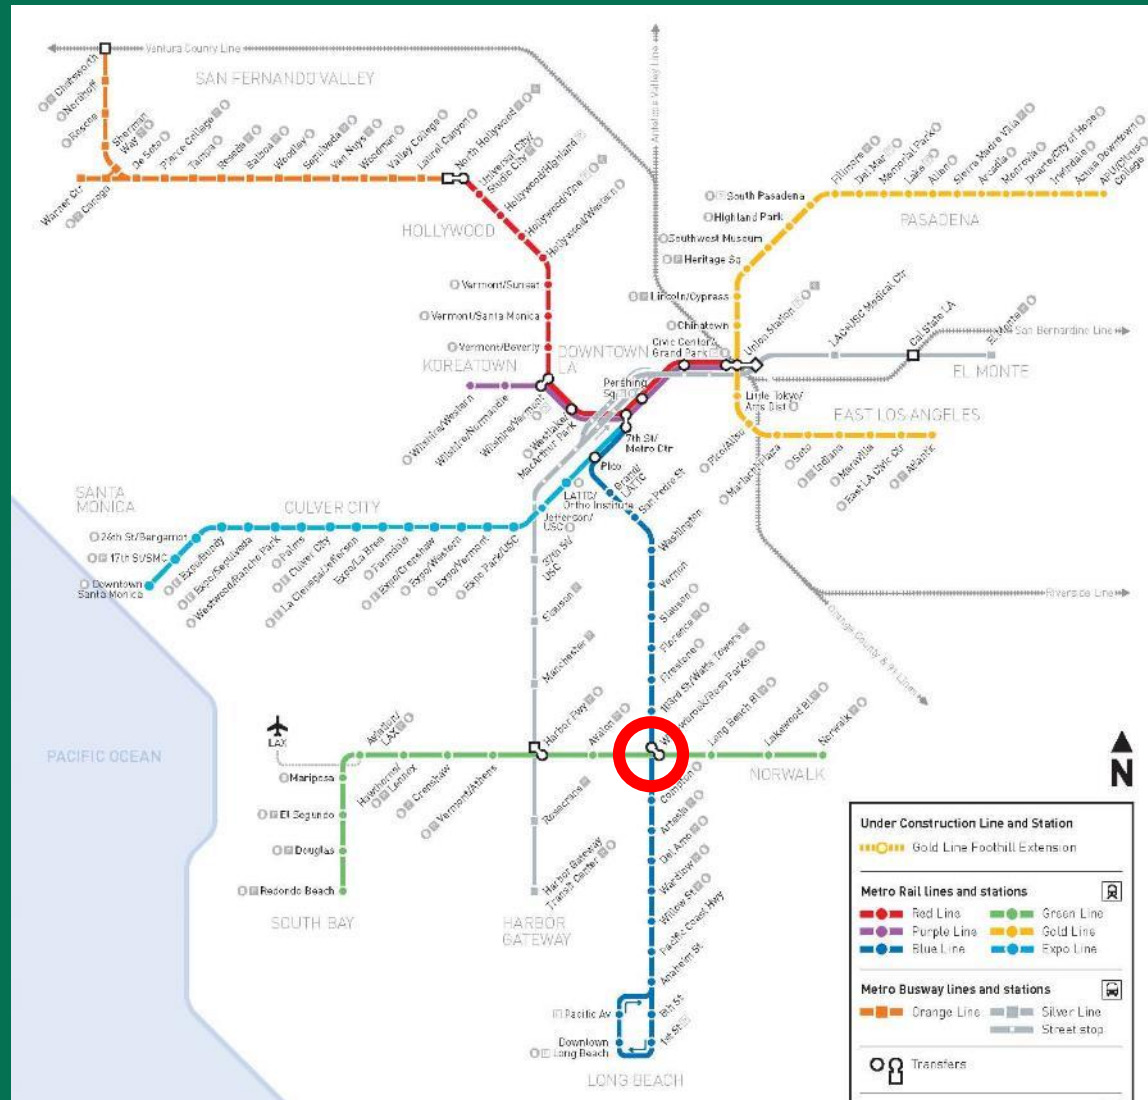 Ventura County Line
SAN FERNANDO VALLEY
Antelope Valley Line
Chatsworth
Nordhoff
Roscoe
Sherman
Way
De Soto
Pierce College
Tampa
Reseda
Balboa
Woodley
Sepulveda
Van Nuys
Woodman
Valley College
Laurel Canyon
North Hollywood
Warner Ctr
Canoga
Universal City/
Studio City
Hollywood/Highland
Hollywood/Vine
Hollywood/Western
HOLLYWOOD
Vermont/Sunset
Vermont/Santa Monica
Vermont/Beverly
KOREATOWN
DOWNTOWN
LA
Fillmore
Del Mar
Memorial Park
Lake
Allen
Sierra Madre Villa
Arcadia
Monrovia
Duarte/City of Hope
Irwindale
Azusa Downtown
APU/Citrus
College
PASADENA
South Pasadena
Highland Park
Southwest Museum
Heritage Sq
Lincoln/Cypress
Chinatown
Union Station
Civic Center/
Grand Park
Pershing
Sq
LAC+USC Medical Ctr
Cal State LA
El Monte
San Bernardino Line
EL MONTE
Wilshire/Western
Wilshire/Normandie
Wilshire/Vermont
Westlake/
MacArthur Park
7th St/
Metro Ctr
Little Tokyo/
Arts Dist
EAST LOS ANGELES
Pico/Aliso
Mariachi Plaza
Soto
Indiana
Maravilla
East LA Civic Ctr
Atlantic
Pico
Grand/
LATTC
San Pedro St
Washington
Vernon
Slauson
Florence
Firestone
103rd St/Watts Towers
LATTC/
Ortho Institute
Jefferson/
USC
37th St/
USC
Slauson
Manchester
SANTA
MONICA
CULVER CITY
26th St/Bergamot
17th St/SMC
Downtown
Santa Monica
Expo/Bundy
Expo/Sepulveda
Westwood/Rancho Park
Palms
Culver City
La Cienega/Jefferson
Expo/La Brea
Farmdale
Expo/Crenshaw
Expo/Western
Expo/Vermont
Expo Park/USC
Riverside Line
Orange County & 91 Lines
PACIFIC OCEAN
LAX
Aviation/
LAX
Hawthorne/
Lennox
Crenshaw
Vermont/Athens
Harbor Fwy
Avalon
Willowbrook/Rosa Parks
Long Beach Bl
Lakewood Bl
Norwalk
NORWALK
Mariposa
El Segundo
Douglas
Redondo Beach
SOUTH BAY
Rosecrans
Harbor Gateway
Transit Center
HARBOR
GATEWAY
Compton
Artesia
Del Amo
Wardlow
Willow St
Pacific Coast Hwy
Anaheim St
Pacific Av
8th St
1st St
Downtown
Long Beach
LONG BEACH
N
Under Construction Line and Station
Gold Line Foothill Extension
Metro Rail lines and stations
Red Line
Green Line
Purple Line
Gold Line
Blue Line
Expo Line
Metro Busway lines and stations
Orange Line
Silver Line
Street stop
Transfers